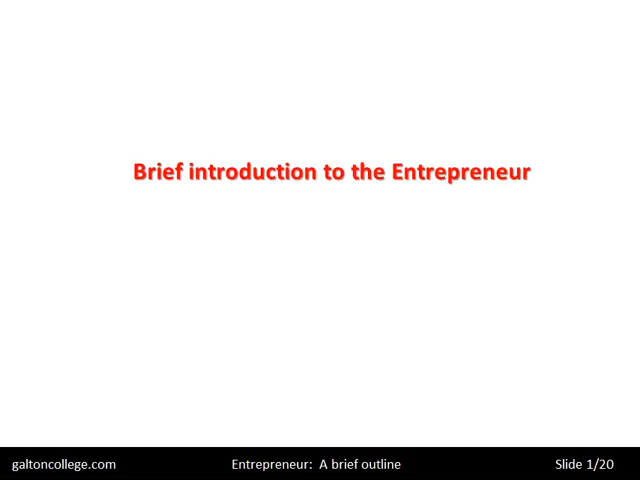 Brief introduction to the Entrepreneur
galtoncollege.com
Entrepreneur:  A brief outline
Slide 1/20